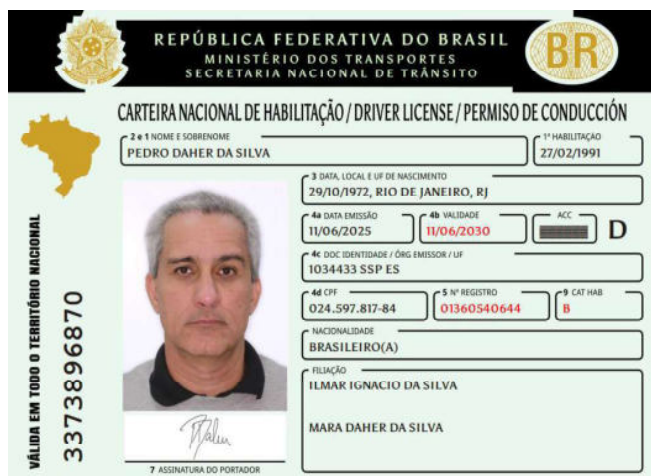 REPÚBLICA FEDERATIVA DO BRASIL
MINISTÉRIO DOS TRANSPORTES
SECRETARIA NACIONAL DE TRÂNSITO
BR
CARTEIRA NACIONAL DE HABILITAÇÃO / DRIVER LICENSE / PERMISO DE CONDUCCIÓN
2 e 1 NOME E SOBRENOME
1ª HABILITAÇÃO
PEDRO DAHER DA SILVA
27/02/1991
3 DATA, LOCAL E UF DE NASCIMENTO
29/10/1972, RIO DE JANEIRO, RJ
4a DATA EMISSÃO
4b VALIDADE
ACC
11/06/2025
11/06/2030
D
4c DOC IDENTIDADE / ÓRG EMISSOR / UF
1034433 SSP ES
4d CPF
5 Nº REGISTRO
9 CAT HAB
024.597.817-84
01360540644
B
NACIONALIDADE
BRASILEIRO(A)
FILIAÇÃO
ILMAR IGNACIO DA SILVA
MARA DAHER DA SILVA
7 ASSINATURA DO PORTADOR
VÁLIDA EM TODO O TERRITÓRIO NACIONAL
3373896870